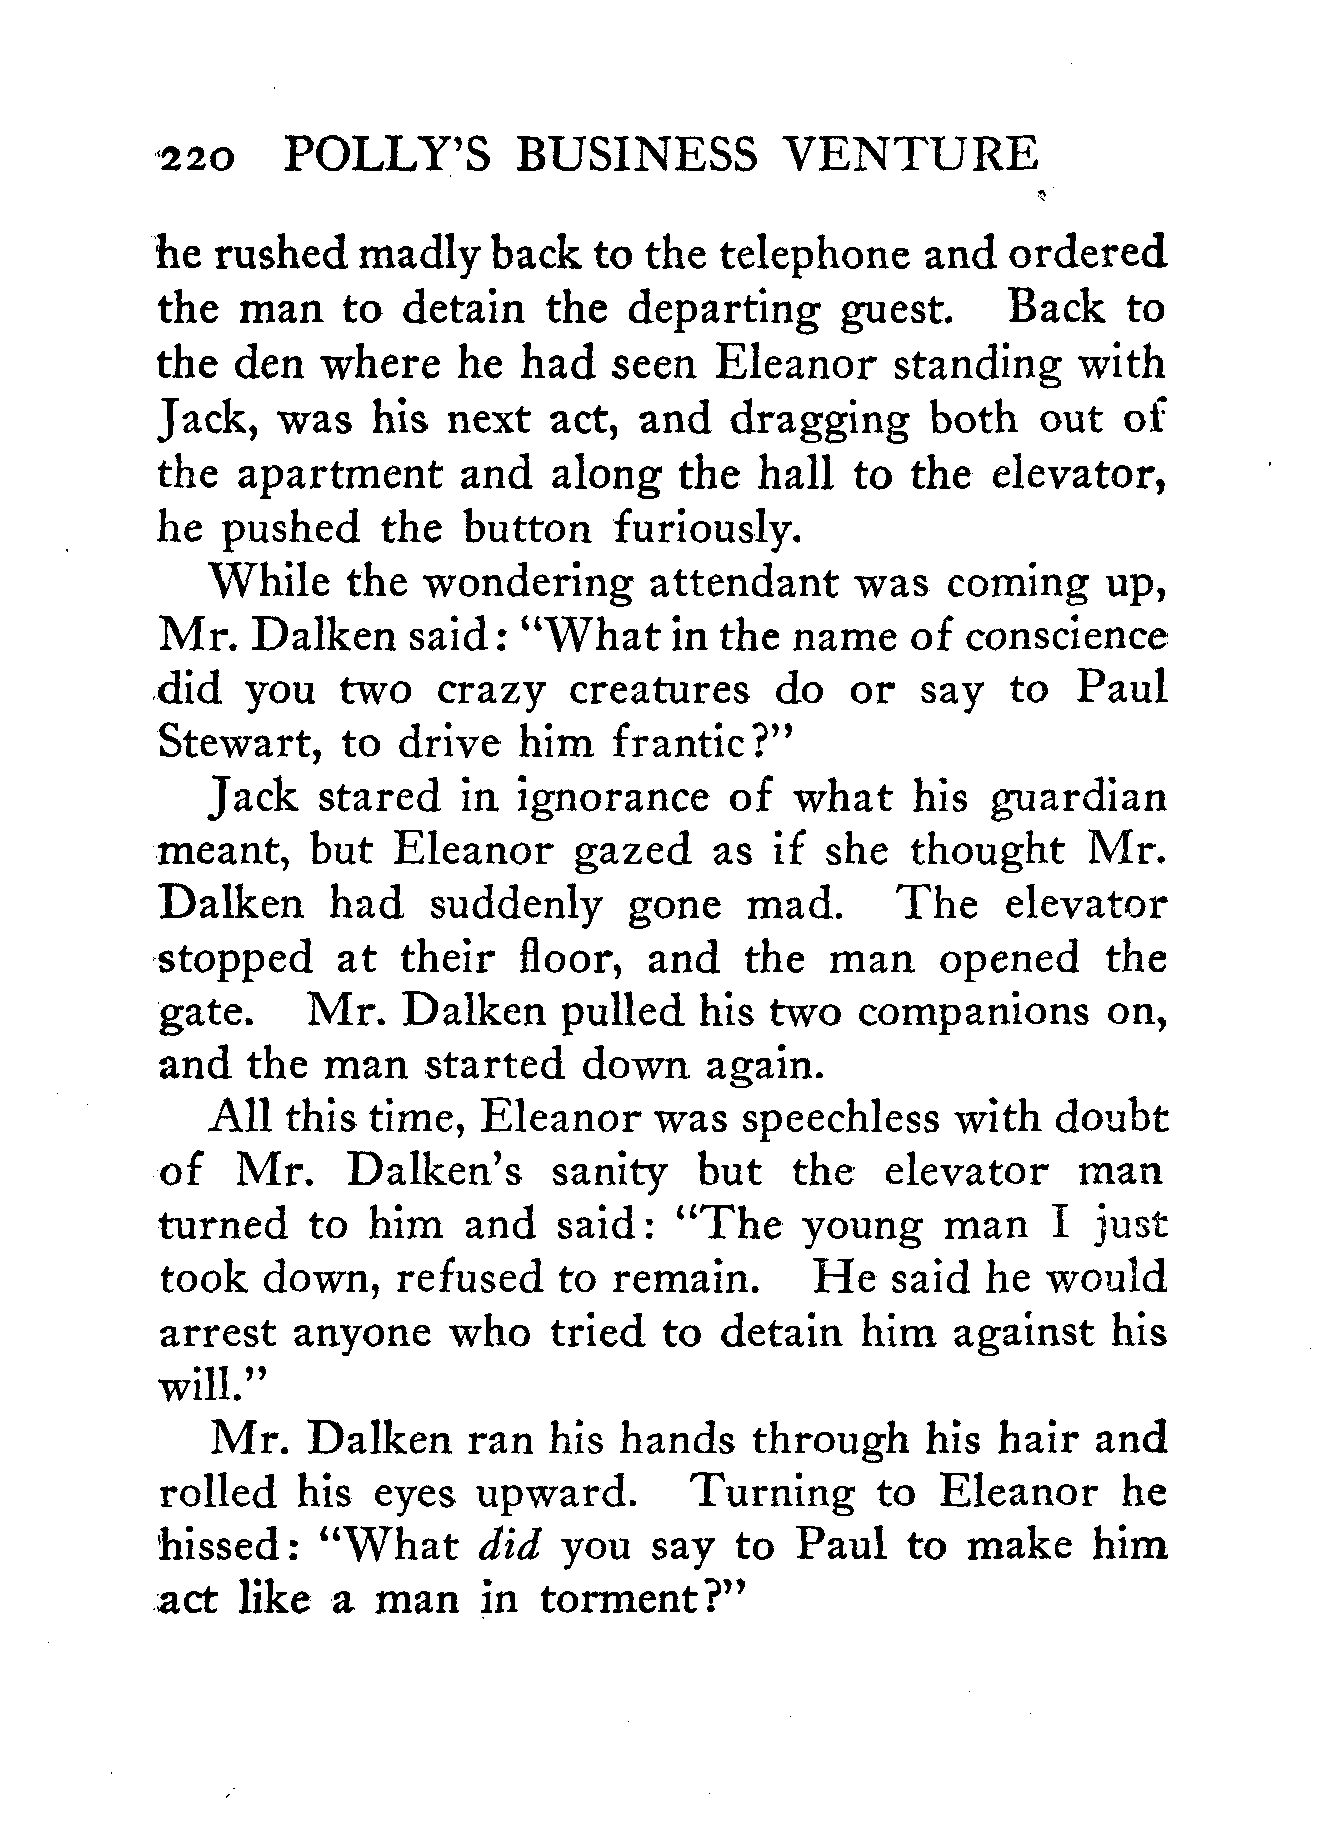 220 POLLY'S BUSINESS VENTURE
he rushed madly back to the telephone and ordered
the man to detain the departing guest. Back to
the den where he had seen Eleanor standing with
Jack, was his next act, and dragging both out of
the apartment and along the hall to the elevator,
he pushed the button furiously.
While the wondering attendant was coming up,
Mr. Dalken said: "What in the name of conscience
did you two crazy creatures do or say to Paul
Stewart, to drive him frantic?"
Jack stared in ignorance of what his guardian
meant, but Eleanor gazed as if she thought Mr.
Dalken had suddenly gone mad. The elevator
stopped at their floor, and the man opened the
gate. Mr. Dalken pulled his two companions on,
and the man started down again.
All this time, Eleanor was speechless with doubt
of Mr. Dalken's sanity but the elevator man
turned to him and said: "The young man I just
took down, refused to remain. He said he would
arrest anyone who tried to detain him against his
will."
Mr. Dalken ran his hands through his hair and
rolled his eyes upward. Turning to Eleanor he
hissed: "What did you say to Paul to make him
act like a man in torment?"